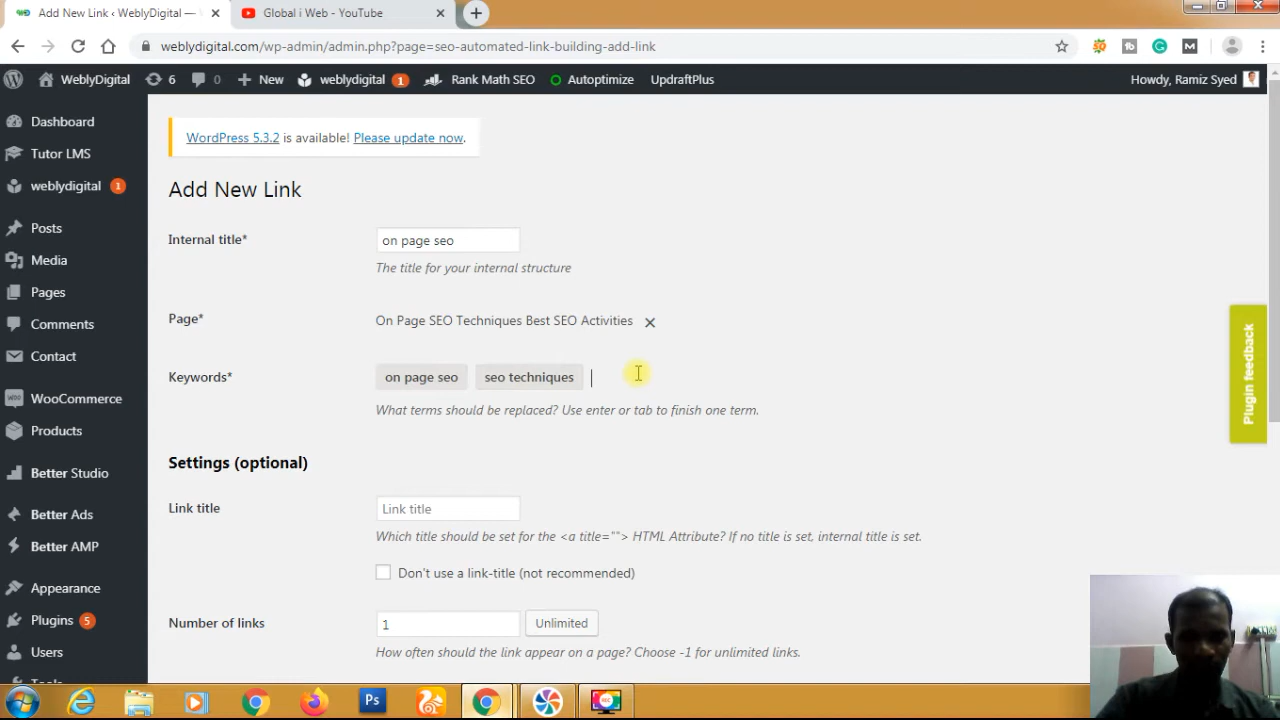 Add New Link ‹ WeblyDigital —
Global i Web - YouTube
weblydigital.com/wp-admin/admin.php?page=seo-automated-link-building-add-link
WeblyDigital 6 0 New weblydigital 1 Rank Math SEO Autoptimize UpdraftPlus Howdy, Ramiz Syed
Dashboard
Tutor LMS
weblydigital 1
Posts
Media
Pages
Comments
Contact
WooCommerce
Products
Better Studio
Better Ads
Better AMP
Appearance
Plugins 5
Users
WordPress 5.3.2 is available! Please update now.
Add New Link
Internal title* on page seo
The title for your internal structure
Page* On Page SEO Techniques Best SEO Activities
Keywords* on page seo seo techniques
What terms should be replaced? Use enter or tab to finish one term.
Settings (optional)
Link title Link title
Which title should be set for the <a title=""> HTML Attribute? If no title is set, internal title is set.
Don't use a link-title (not recommended)
Number of links 1 Unlimited
How often should the link appear on a page? Choose -1 for unlimited links.
Plugin feedback
Ps